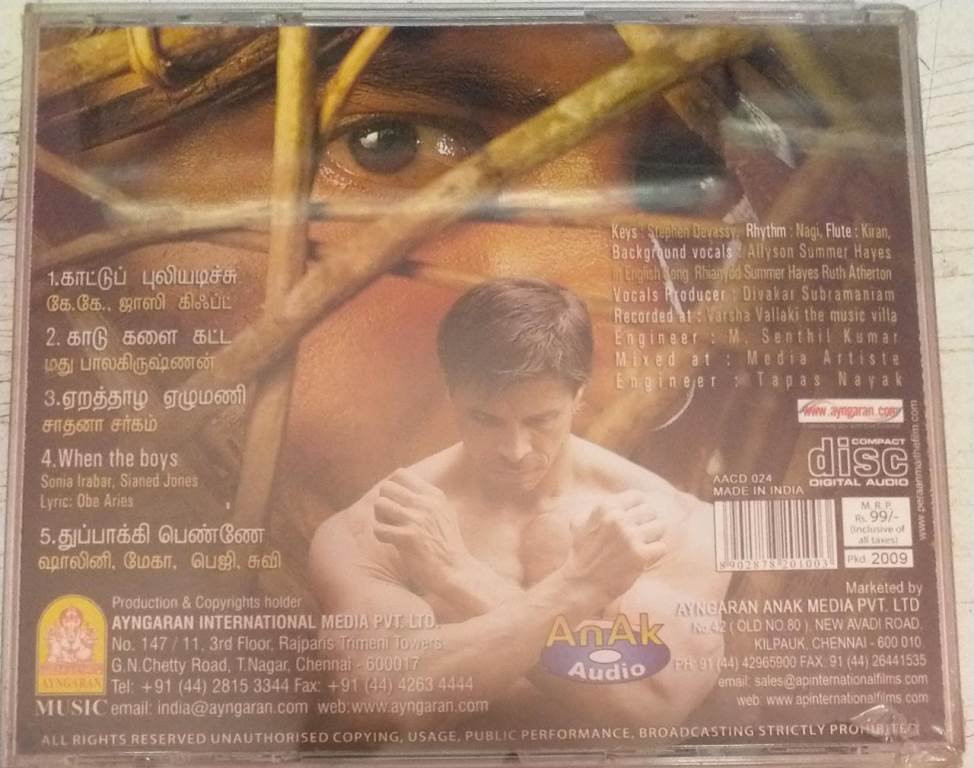 1.காட்டுப் புலியடிச்சு
கே.கே., ஜாஸி கிஃப்ட்
2. காடு களை கட்ட
மது பாலகிருஷ்ணன்
3.ஏறத்தாழ ஏழுமணி
சாதனா சர்கம்
4.When the boys
Sonia Irabar, Sianed Jones
Lyric: Obe Aries
5.துப்பாக்கி பெண்ணே
ஷாலினி, மேகா, பெஜி, சுவி
Keys : Stephen Devassy, Rhythm : Nagi, Flute : Kiran,
Background vocals : Allyson Summer Hayes
in English song, Rhianydd Summer Hayes Ruth Atherton
Vocals Producer : Divakar Subramaniam
Recorded at : Varsha Vallaki the music villa
Engineer : M. Senthil Kumar
Mixed at : Media Artiste
Engineer : Tapas Nayak
www.ayngaran.com
COMPACT
disc
DIGITAL AUDIO
www.peraanmaithefilm.com
AACD 024
MADE IN INDIA
8902878201003
M.R.P.
Rs. 99/-
(Inclusive of
all taxes)
Pkd 2009
AYNGARAN
MUSIC
Production & Copyrights holder
AYNGARAN INTERNATIONAL MEDIA PVT. LTD.
No. 147 / 11, 3rd Floor, Rajparis Trimeni Towers
G.N.Chetty Road, T.Nagar, Chennai - 600017
Tel: +91 (44) 2815 3344 Fax: +91 (44) 4263 4444
email: india@ayngaran.com web:www.ayngaran.com
AnAk
Audio
Marketed by
AYNGARAN ANAK MEDIA PVT. LTD
No.42 ( OLD NO.80 ), NEW AVADI ROAD,
KILPAUK, CHENNAI - 600 010.
PH: 91 (44) 42965900 FAX: 91 (44) 26441535
email: sales@apinternationalfilms.com
web: www.apinternationalfilms.com
ALL RIGHTS RESERVED UNAUTHORISED COPYING, USAGE, PUBLIC PERFORMANCE, BROADCASTING STRICTLY PROHIBITED